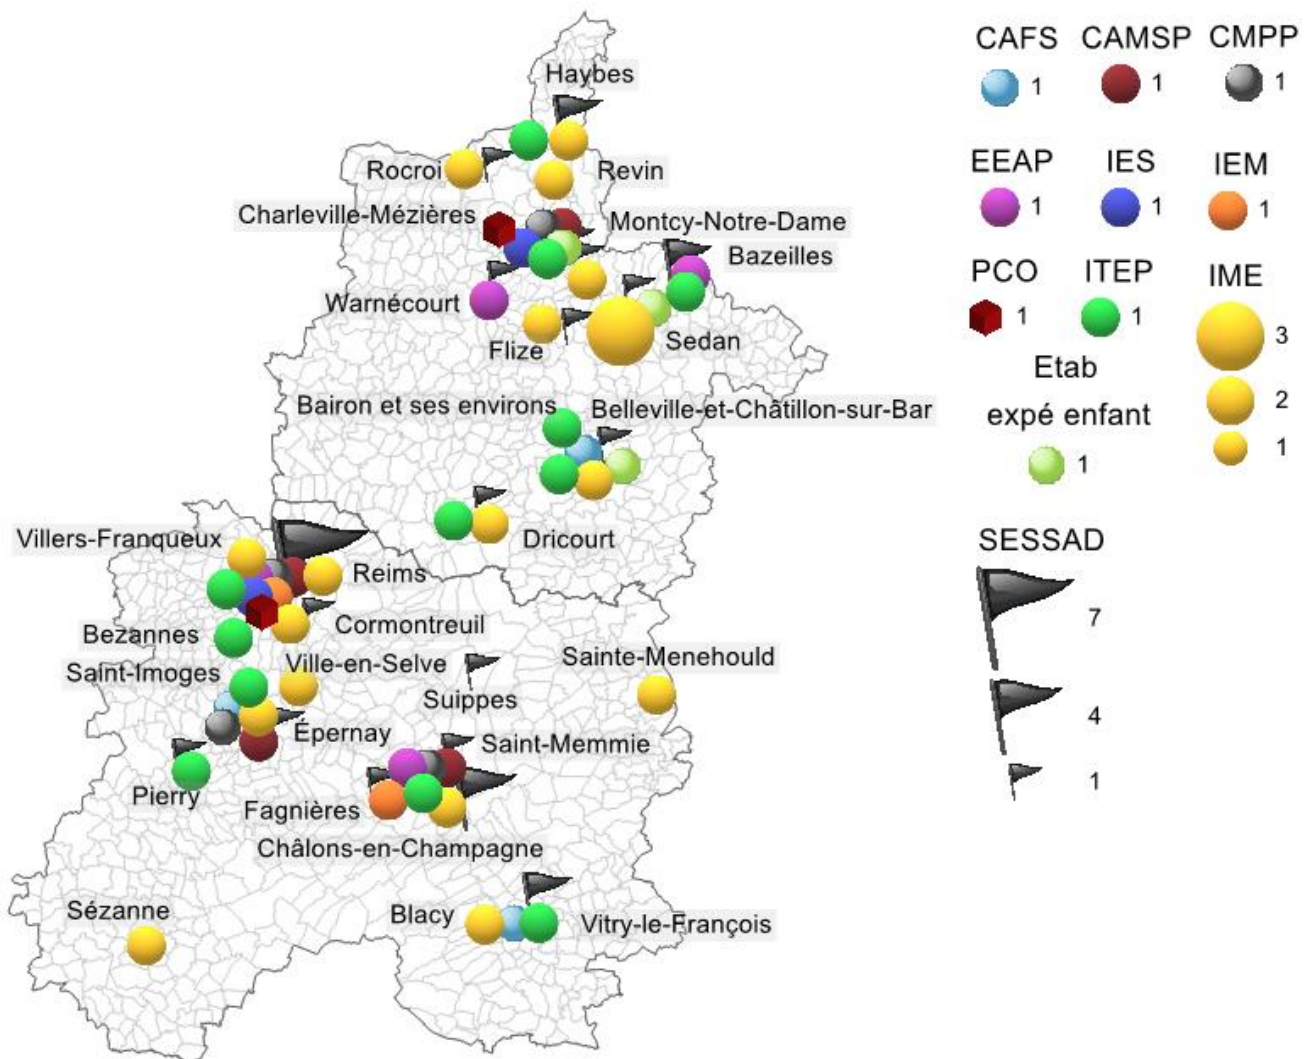 CAFS CAMSP CMPP
1 1 1
EEAP IES IEM
1 1 1
PCO ITEP IME
1 1 3
Etab
expé enfant
2
1
1
SESSAD
7
4
1
Haybes
Rocroi
Revin
Charleville-Mézières
Montcy-Notre-Dame
Bazeilles
Warnécourt
Flize
Sedan
Bairon et ses environs
Belleville-et-Châtillon-sur-Bar
Dricourt
Villers-Franqueux
Reims
Cormontreuil
Bezannes
Ville-en-Selve
Sainte-Menehould
Saint-Imoges
Suippes
Épernay
Saint-Memmie
Pierry
Fagnières
Châlons-en-Champagne
Sézanne
Blacy
Vitry-le-François